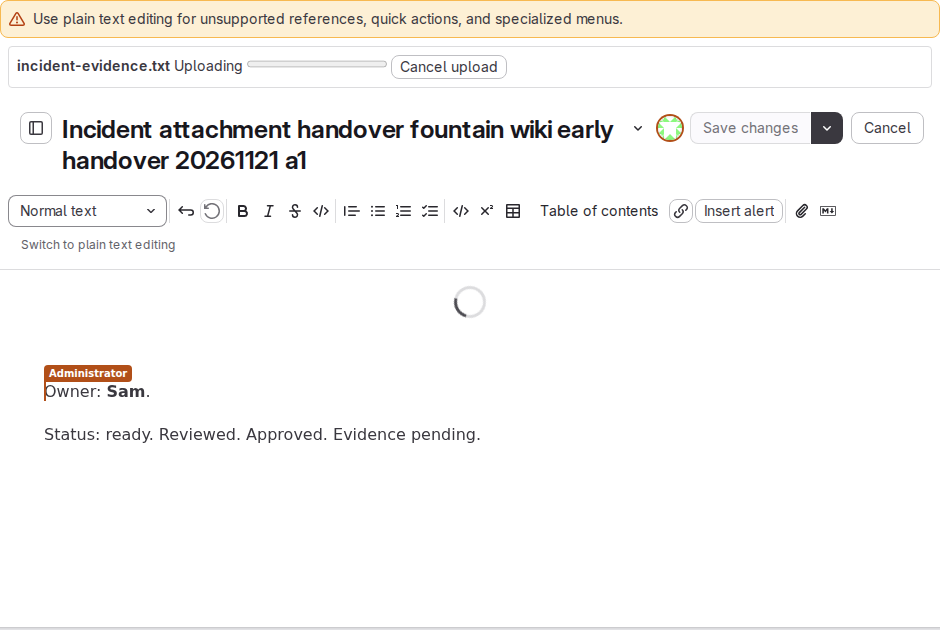 Use plain text editing for unsupported references, quick actions, and specialized menus.
incident-evidence.txt Uploading Cancel upload
Incident attachment handover fountain wiki early
handover 20261121 a1
Save changes
Cancel
Normal text
Table of contents
Insert alert
Switch to plain text editing
Administrator
Owner: Sam.
Status: ready. Reviewed. Approved. Evidence pending.